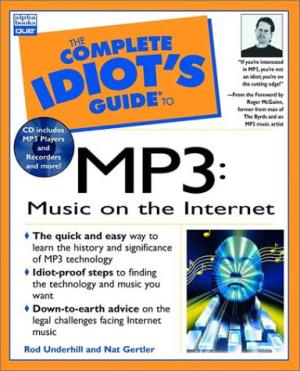 alpha
books
que
THE
COMPLETE
IDIOT'S
GUIDE® TO
"If you're interested
in MP3, you're not
an idiot; you're on
the cutting edge!"
—From the Foreword by
Roger McGuinn,
former front man of
The Byrds and an
MP3 music artist
CD includes
MP3 Players
and
Recorders
and more!
MP3:
Music on the Internet
The quick and easy way to
learn the history and significance
of MP3 technology
Idiot-proof steps to finding
the technology and music you
want
Down-to-earth advice on the
legal challenges facing Internet
music
Rod Underhill and Nat Gertler